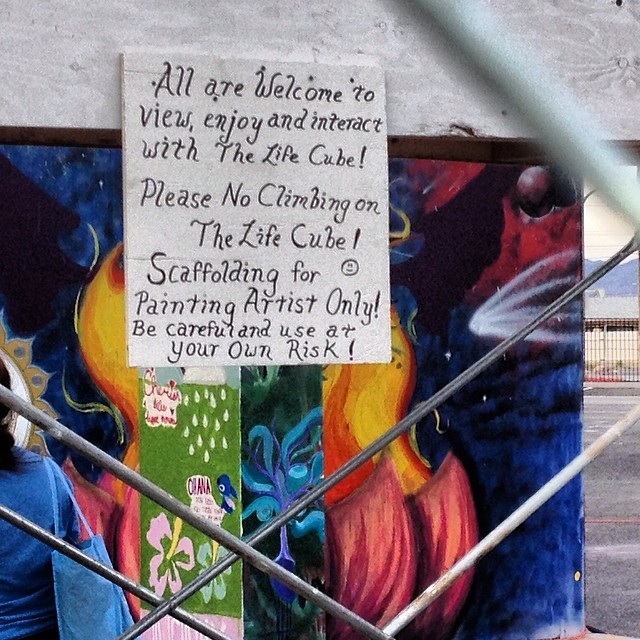 All are Welcome to
view, enjoy and interact
with The Life Cube!
Please No Climbing on
The Life Cube!
Scaffolding for
Painting Artist Only!
Be careful and use at
your Own Risk!
OHANA